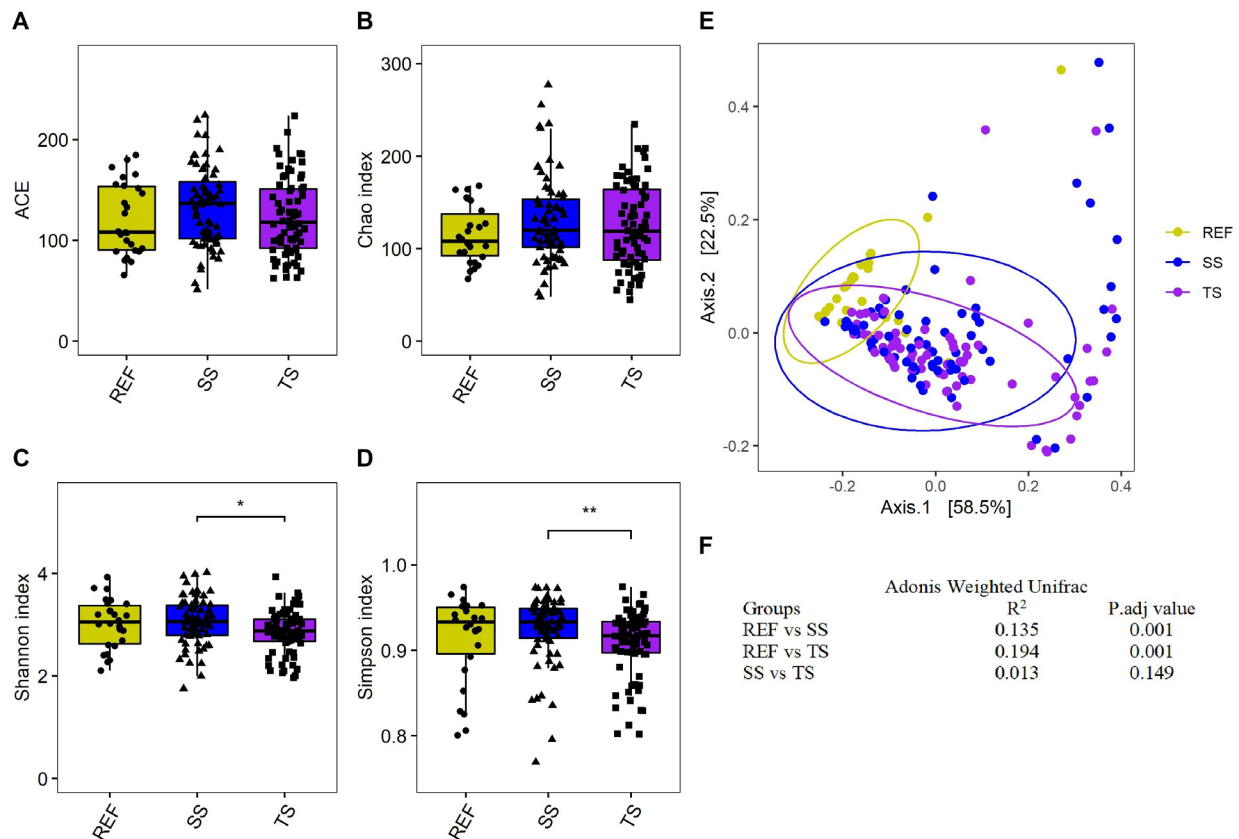 A
ACE
200
100
0
REF
SS
TS
B
Chao index
300
200
100
0
REF
SS
TS
C
Shannon index
4
2
0
*
REF
SS
TS
D
Simpson index
1.0
0.9
0.8
**
REF
SS
TS
E
Axis.2 [22.5%]
0.4
0.2
0.0
-0.2
-0.2
0.0
0.2
0.4
Axis.1 [58.5%]
REF
SS
TS
F
Adonis Weighted Unifrac
Groups R² P.adj value
REF vs SS 0.135 0.001
REF vs TS 0.194 0.001
SS vs TS 0.013 0.149